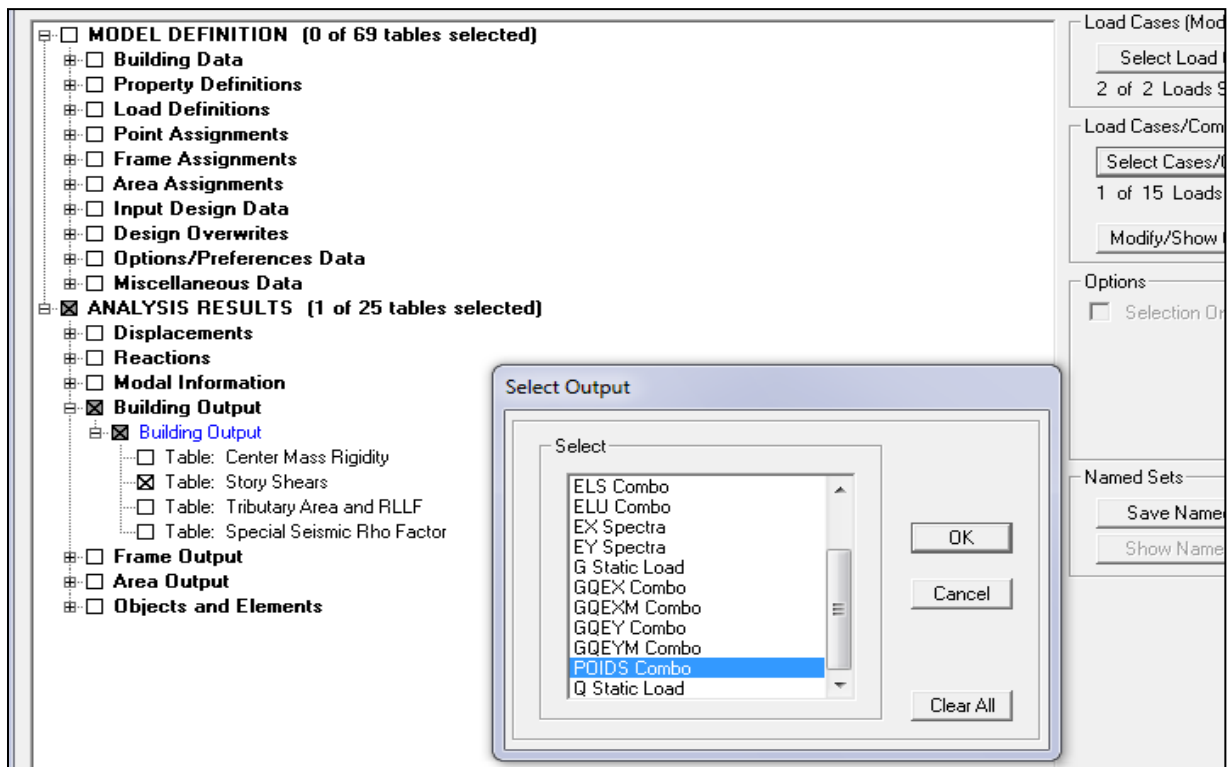 MODEL DEFINITION (0 of 69 tables selected)
Building Data
Property Definitions
Load Definitions
Point Assignments
Frame Assignments
Area Assignments
Input Design Data
Design Overwrites
Options/Preferences Data
Miscellaneous Data
ANALYSIS RESULTS (1 of 25 tables selected)
Displacements
Reactions
Modal Information
Building Output
Building Output
Table: Center Mass Rigidity
Table: Story Shears
Table: Tributary Area and RLLF
Table: Special Seismic Rho Factor
Frame Output
Area Output
Objects and Elements
Select Output
Select
ELS Combo
ELU Combo
EX Spectra
EY Spectra
G Static Load
GQEX Combo
GQEXM Combo
GQEY Combo
GQEYM Combo
POIDS Combo
Q Static Load
OK
Cancel
Clear All
Load Cases (Mod
Select Load
2 of 2 Loads S
Load Cases/Com
Select Cases/
1 of 15 Loads
Modify/Show
Options
Selection Or
Named Sets
Save Name
Show Name